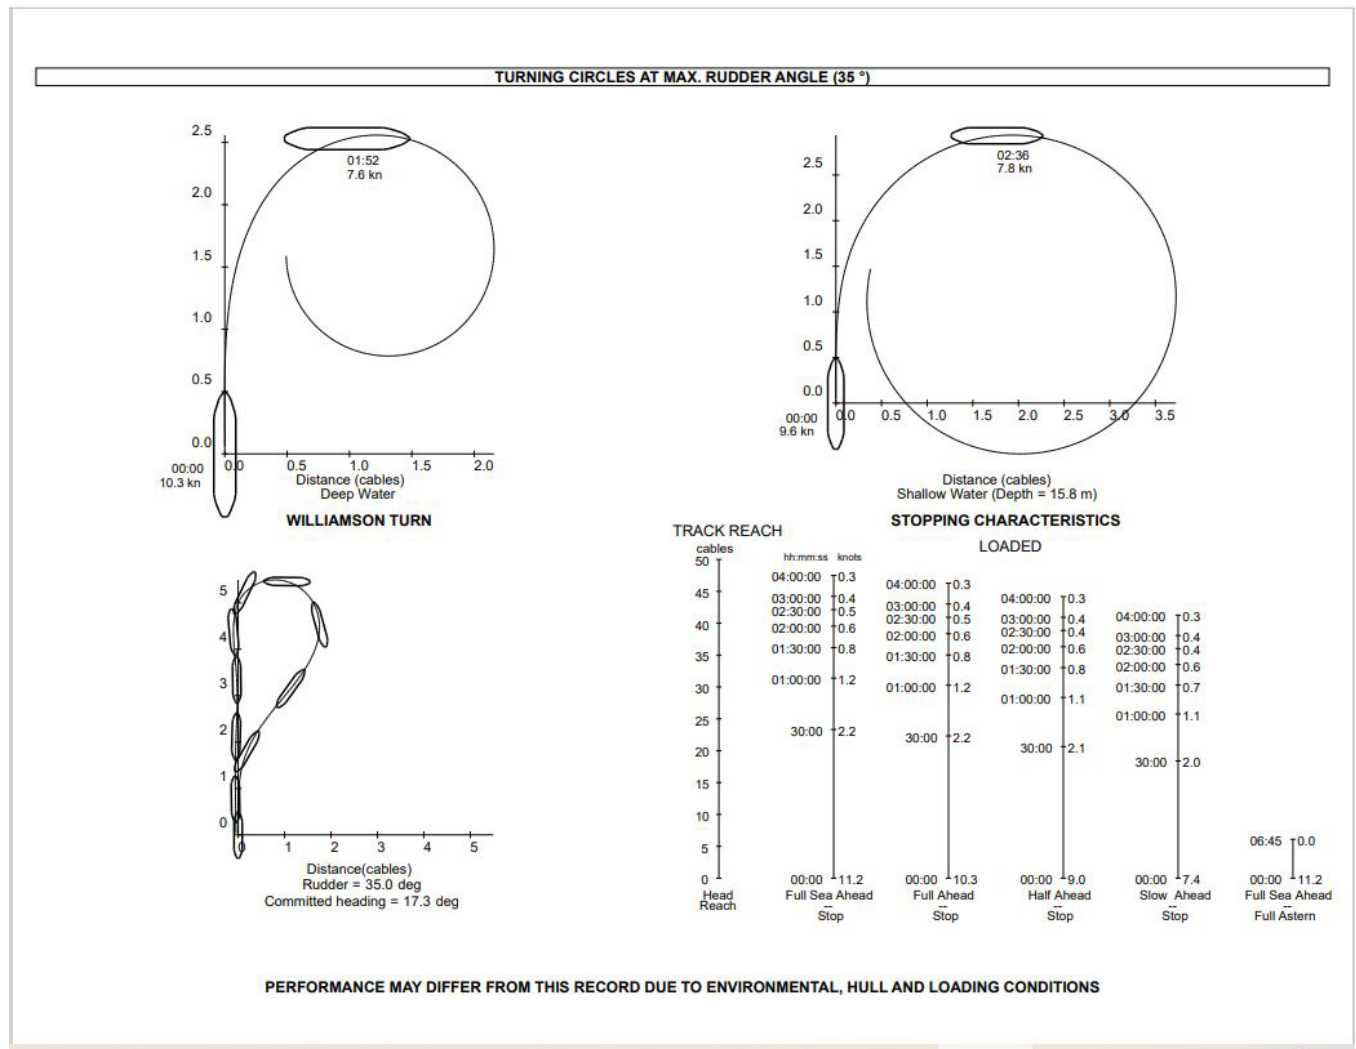 TURNING CIRCLES AT MAX. RUDDER ANGLE (35 °)
2.5
2.0
1.5
1.0
0.5
0.0
01:52
7.6 kn
00:00
10.3 kn
0.0 0.5 1.0 1.5 2.0
Distance (cables)
Deep Water
2.5
2.0
1.5
1.0
0.5
0.0
02:36
7.8 kn
00:00
9.6 kn
0.0 0.5 1.0 1.5 2.0 2.5 3.0 3.5
Distance (cables)
Shallow Water (Depth = 15.8 m)
WILLIAMSON TURN
5
4
3
2
1
0
0 1 2 3 4 5
Distance(cables)
Rudder = 35.0 deg
Committed heading = 17.3 deg
STOPPING CHARACTERISTICS
LOADED
TRACK REACH
cables
50
45
40
35
30
25
20
15
10
5
0
Head
Reach
hh:mm:ss knots
04:00:00 0.3
03:00:00 0.4
02:30:00 0.5
02:00:00 0.6
01:30:00 0.8
01:00:00 1.2
30:00 2.2
00:00 11.2
Full Sea Ahead
--
Stop
04:00:00 0.3
03:00:00 0.4
02:30:00 0.5
02:00:00 0.6
01:30:00 0.8
01:00:00 1.2
30:00 2.2
00:00 10.3
Full Ahead
--
Stop
04:00:00 0.3
03:00:00 0.4
02:30:00 0.4
02:00:00 0.6
01:30:00 0.8
01:00:00 1.1
30:00 2.1
00:00 9.0
Half Ahead
--
Stop
04:00:00 0.3
03:00:00 0.4
02:30:00 0.4
02:00:00 0.6
01:30:00 0.7
01:00:00 1.1
30:00 2.0
00:00 7.4
Slow Ahead
--
Stop
06:45 0.0
00:00 11.2
Full Sea Ahead
--
Full Astern
PERFORMANCE MAY DIFFER FROM THIS RECORD DUE TO ENVIRONMENTAL, HULL AND LOADING CONDITIONS